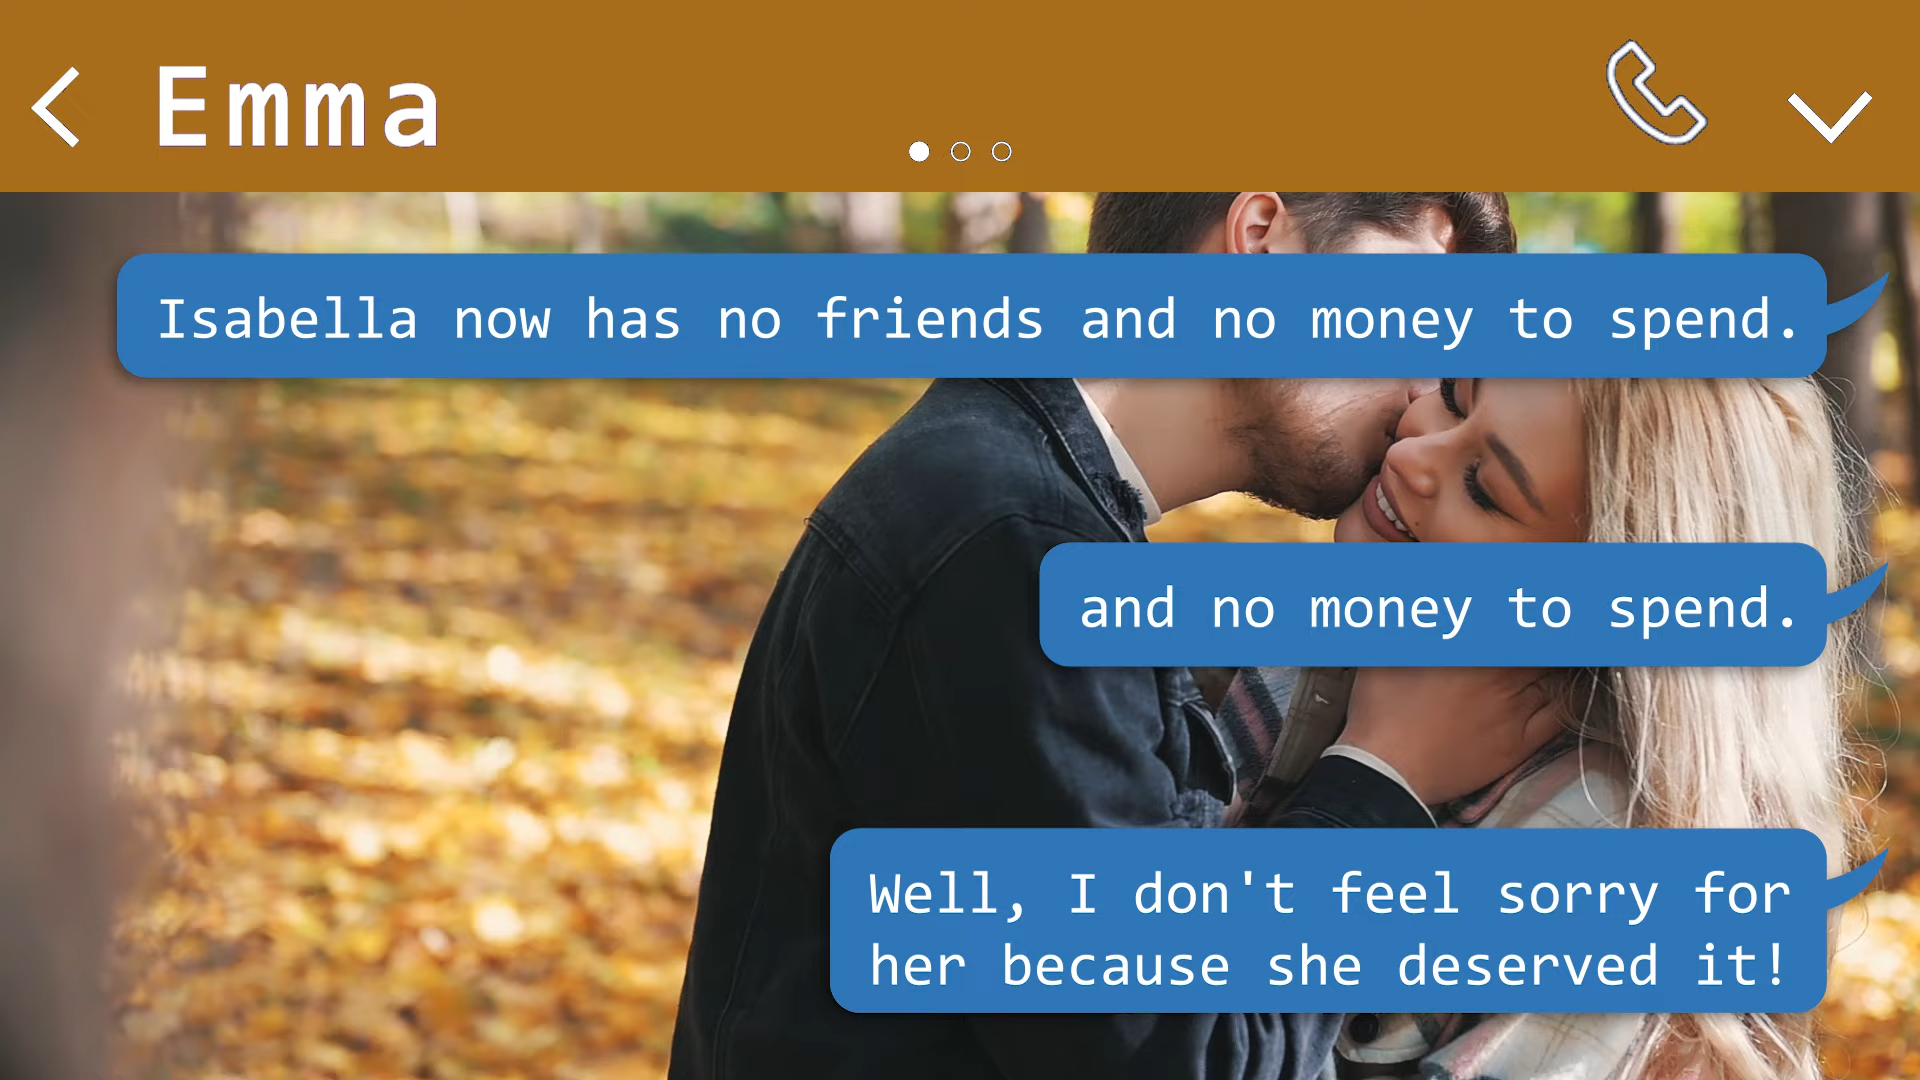 Emma
Isabella now has no friends and no money to spend.
and no money to spend.
Well, I don't feel sorry for
her because she deserved it!